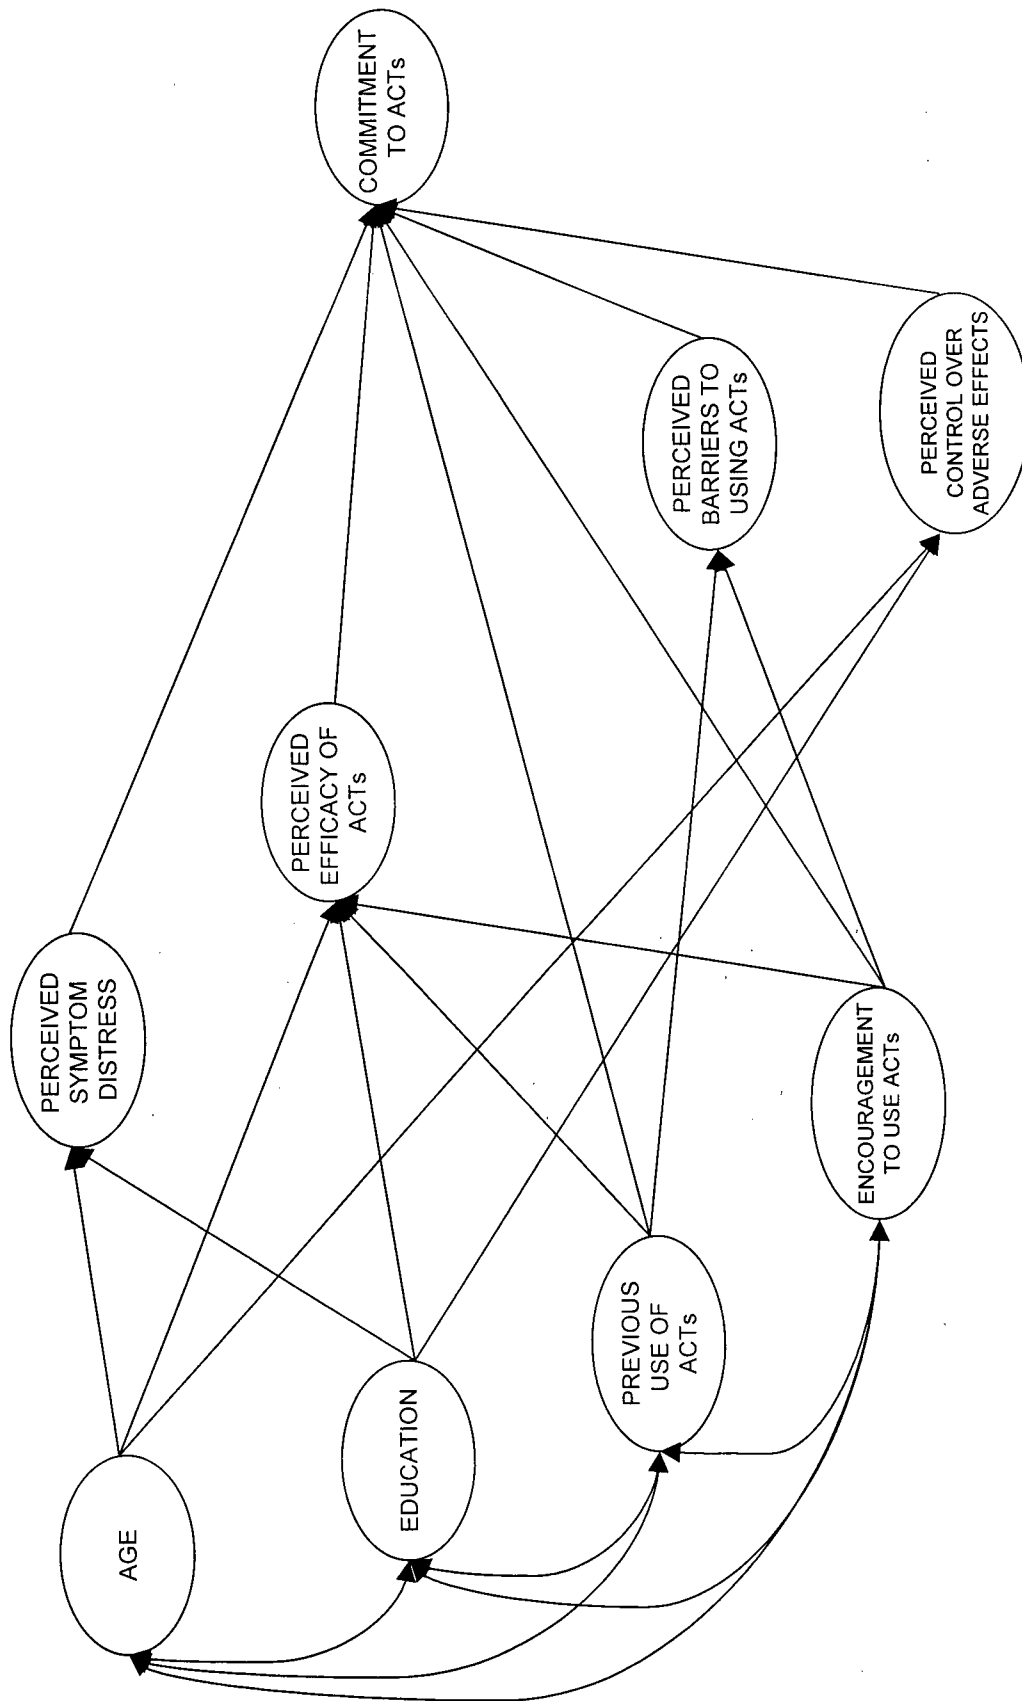 AGE
EDUCATION
PREVIOUS
USE OF
ACTs
ENCOURAGEMENT
TO USE ACTs
PERCEIVED
SYMPTOM
DISTRESS
PERCEIVED
EFFICACY OF
ACTs
PERCEIVED
BARRIERS TO
USING ACTs
PERCEIVED
CONTROL OVER
ADVERSE EFFECTS
COMMITMENT
TO ACTs